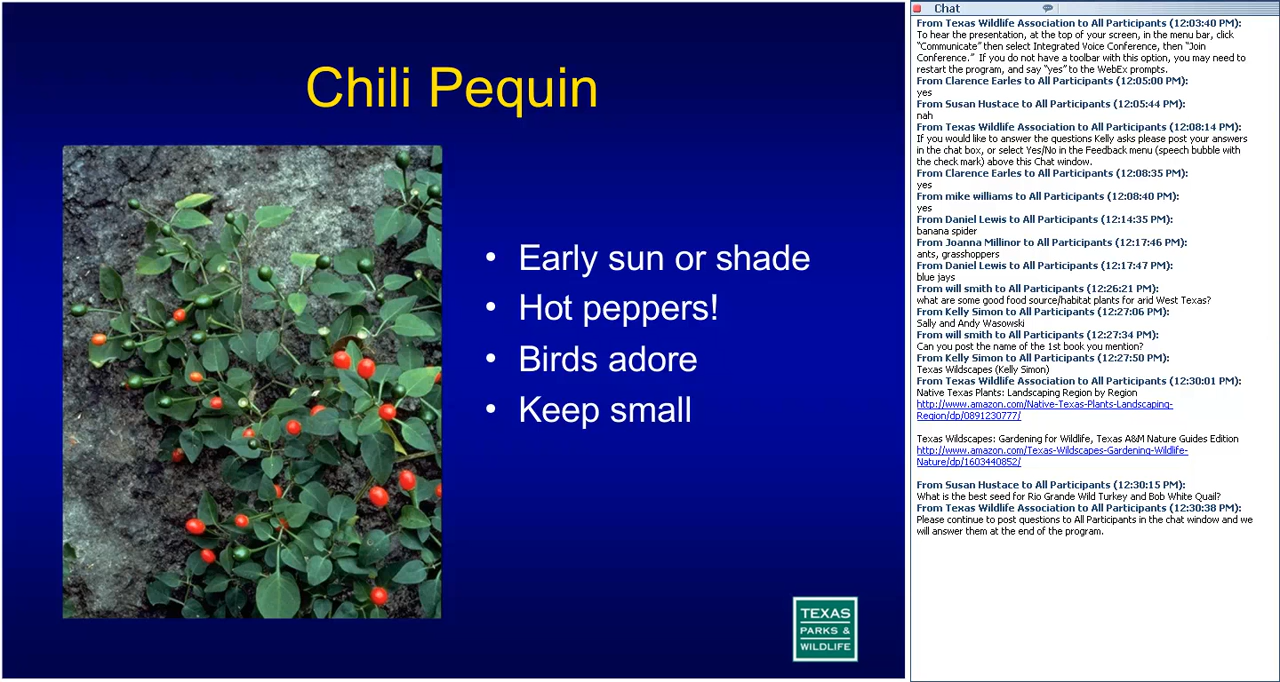 Chili Pequin
• Early sun or shade
• Hot peppers!
• Birds adore
• Keep small
TEXAS
PARKS &
WILDLIFE
Chat
From Texas Wildlife Association to All Participants (12:03:40 PM):
To hear the presentation, at the top of your screen, in the menu bar, click
"Communicate" then select Integrated Voice Conference, then "Join
Conference."  If you do not have a toolbar with this option, you may need to
restart the program, and say "yes" to the WebEx prompts.
From Clarence Earles to All Participants (12:05:00 PM):
yes
From Susan Hustace to All Participants (12:05:44 PM):
nah
From Texas Wildlife Association to All Participants (12:08:14 PM):
If you would like to answer the questions Kelly asks please post your answers
in the chat box, or select Yes/No in the Feedback menu (speech bubble with
the check mark) above this Chat window.
From Clarence Earles to All Participants (12:08:35 PM):
yes
From mike williams to All Participants (12:08:40 PM):
yes
From Daniel Lewis to All Participants (12:14:35 PM):
banana spider
From Joanna Millinor to All Participants (12:17:46 PM):
ants, grasshoppers
From Daniel Lewis to All Participants (12:17:47 PM):
blue jays
From will smith to All Participants (12:26:21 PM):
what are some good food source/habitat plants for arid West Texas?
From Kelly Simon to All Participants (12:27:06 PM):
Sally and Andy Wasowski
From will smith to All Participants (12:27:34 PM):
Can you post the name of the 1st book you mention?
From Kelly Simon to All Participants (12:27:50 PM):
Texas Wildscapes (Kelly Simon)
From Texas Wildlife Association to All Participants (12:30:01 PM):
Native Texas Plants: Landscaping Region by Region
http://www.amazon.com/Native-Texas-Plants-Landscaping-
Region/dp/0891230777/
Texas Wildscapes: Gardening for Wildlife, Texas A&M Nature Guides Edition
http://www.amazon.com/Texas-Wildscapes-Gardening-Wildlife-
Nature/dp/1603440852/
From Susan Hustace to All Participants (12:30:15 PM):
What is the best seed for Rio Grande Wild Turkey and Bob White Quail?
From Texas Wildlife Association to All Participants (12:30:38 PM):
Please continue to post questions to All Participants in the chat window and we
will answer them at the end of the program.